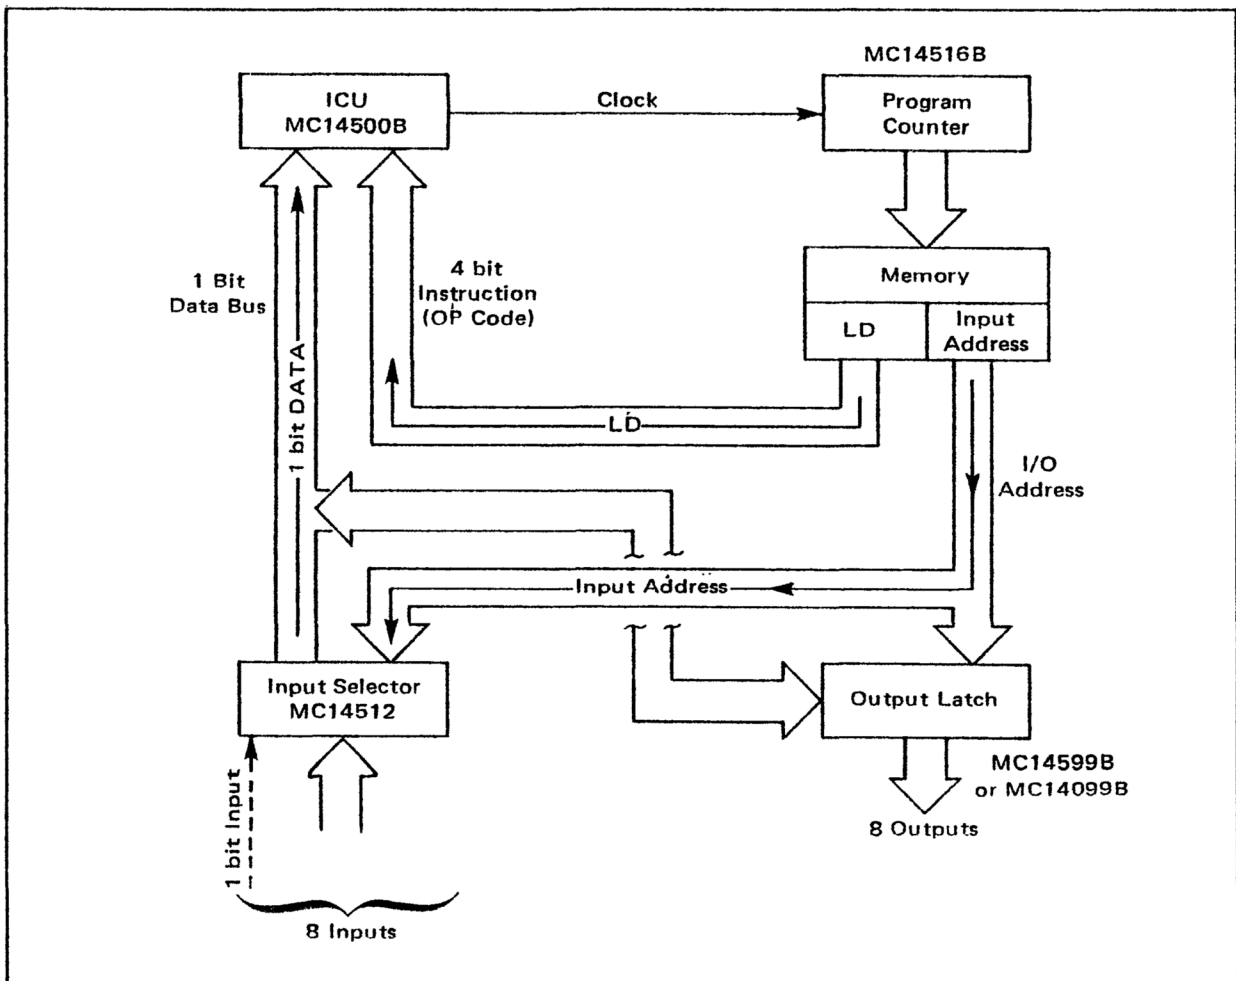 MC14516B
ICU
MC14500B
Clock
Program
Counter
1 Bit
Data Bus
4 bit
Instruction
(OP Code)
Memory
LD
Input
Address
1 bit DATA
LD
I/O
Address
Input Address
Input Selector
MC14512
Output Latch
1 bit Input
MC14599B
or MC14099B
8 Outputs
8 Inputs